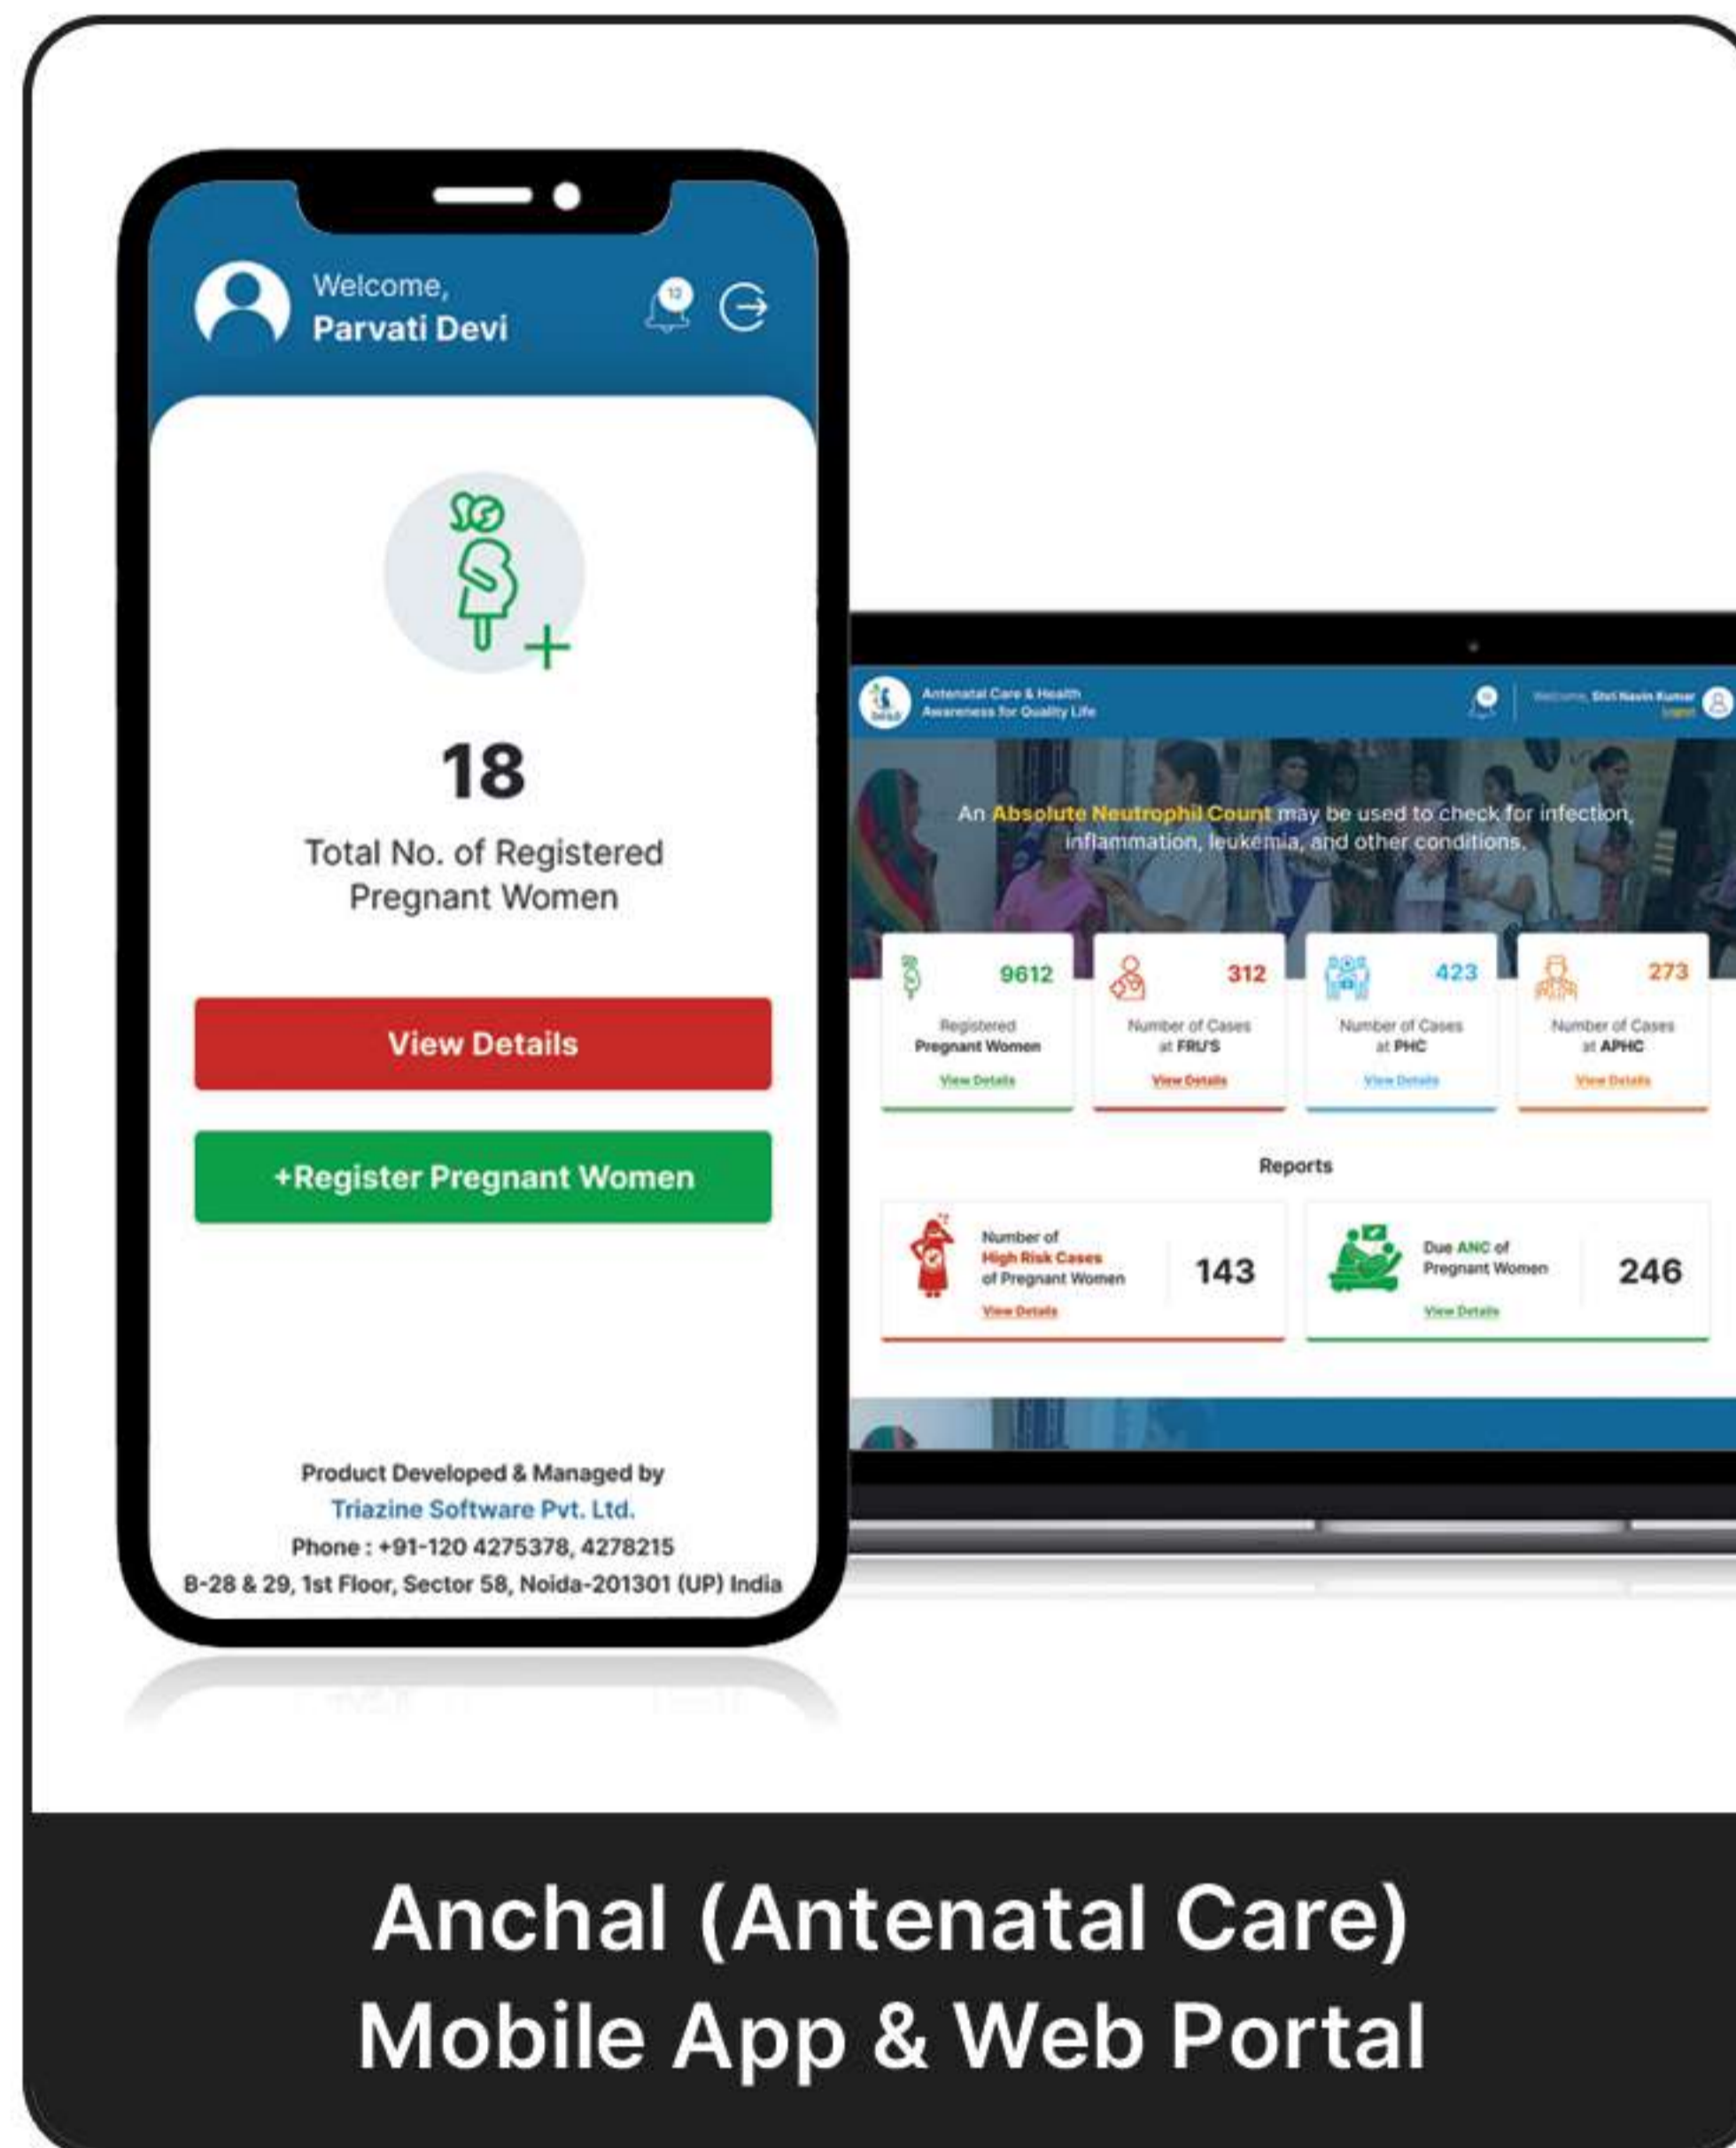 Welcome,
Parvati Devi
12
18
Total No. of Registered
Pregnant Women
View Details
+Register Pregnant Women
Product Developed & Managed by
Triazine Software Pvt. Ltd.
Phone : +91-120 4275378, 4278215
B-28 & 29, 1st Floor, Sector 58, Noida-201301 (UP) India
Antenatal Care & Health
Awareness for Quality Life
Welcome, Shri Navin Kumar
Logout
An Absolute Neutrophil Count may be used to check for infection,
inflammation, leukemia, and other conditions.
9612
Registered
Pregnant Women
View Details
312
Number of Cases
at FRU'S
View Details
423
Number of Cases
at PHC
View Details
273
Number of Cases
at APHC
View Details
Reports
Number of
High Risk Cases
of Pregnant Women
View Details
143
Due ANC of
Pregnant Women
View Details
246
Anchal (Antenatal Care)
Mobile App & Web Portal